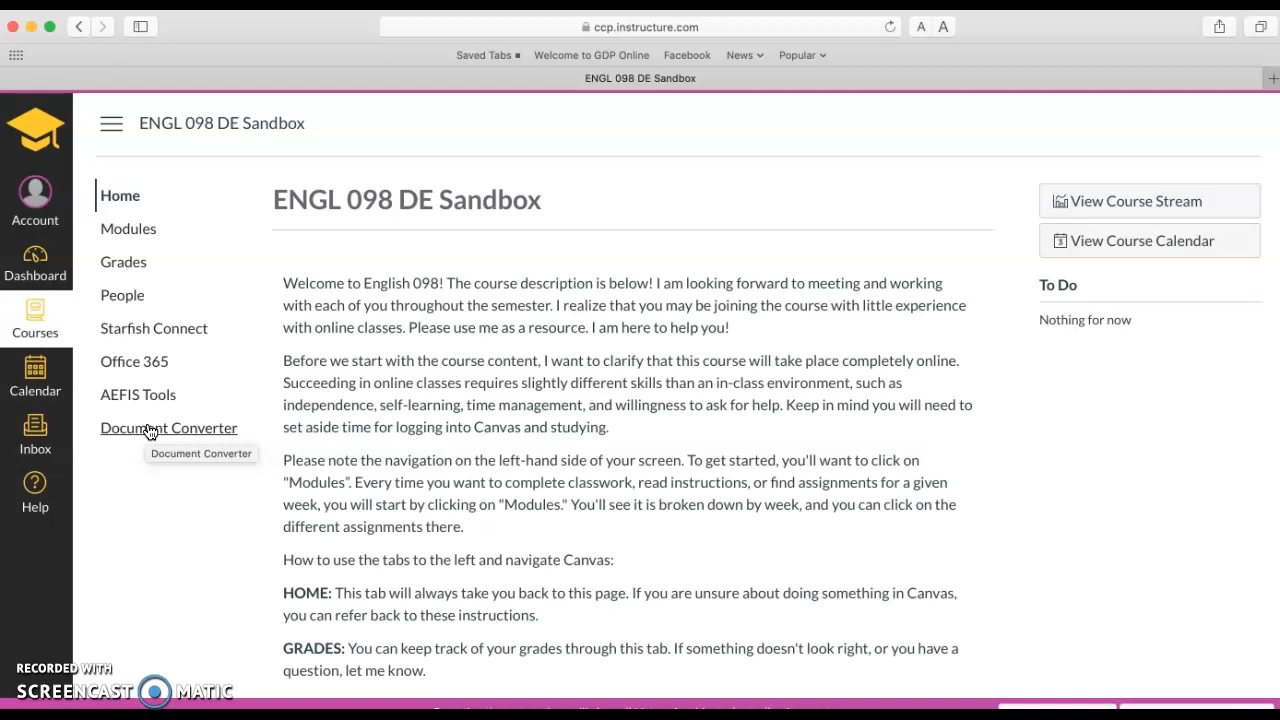 ccp.instructure.com
A A
Saved Tabs Welcome to GDP Online Facebook News Popular
ENGL 098 DE Sandbox
ENGL 098 DE Sandbox
Account
Dashboard
Courses
Calendar
Inbox
Help
Home
Modules
Grades
People
Starfish Connect
Office 365
AEFIS Tools
Document Converter
Document Converter
ENGL 098 DE Sandbox
Welcome to English 098! The course description is below! I am looking forward to meeting and working
with each of you throughout the semester. I realize that you may be joining the course with little experience
with online classes. Please use me as a resource. I am here to help you!
Before we start with the course content, I want to clarify that this course will take place completely online.
Succeeding in online classes requires slightly different skills than an in-class environment, such as
independence, self-learning, time management, and willingness to ask for help. Keep in mind you will need to
set aside time for logging into Canvas and studying.
Please note the navigation on the left-hand side of your screen. To get started, you'll want to click on
"Modules". Every time you want to complete classwork, read instructions, or find assignments for a given
week, you will start by clicking on "Modules." You'll see it is broken down by week, and you can click on the
different assignments there.
How to use the tabs to the left and navigate Canvas:
HOME: This tab will always take you back to this page. If you are unsure about doing something in Canvas,
you can refer back to these instructions.
GRADES: You can keep track of your grades through this tab. If something doesn't look right, or you have a
question, let me know.
View Course Stream
View Course Calendar
To Do
Nothing for now
RECORDED WITH
SCREENCAST MATIC